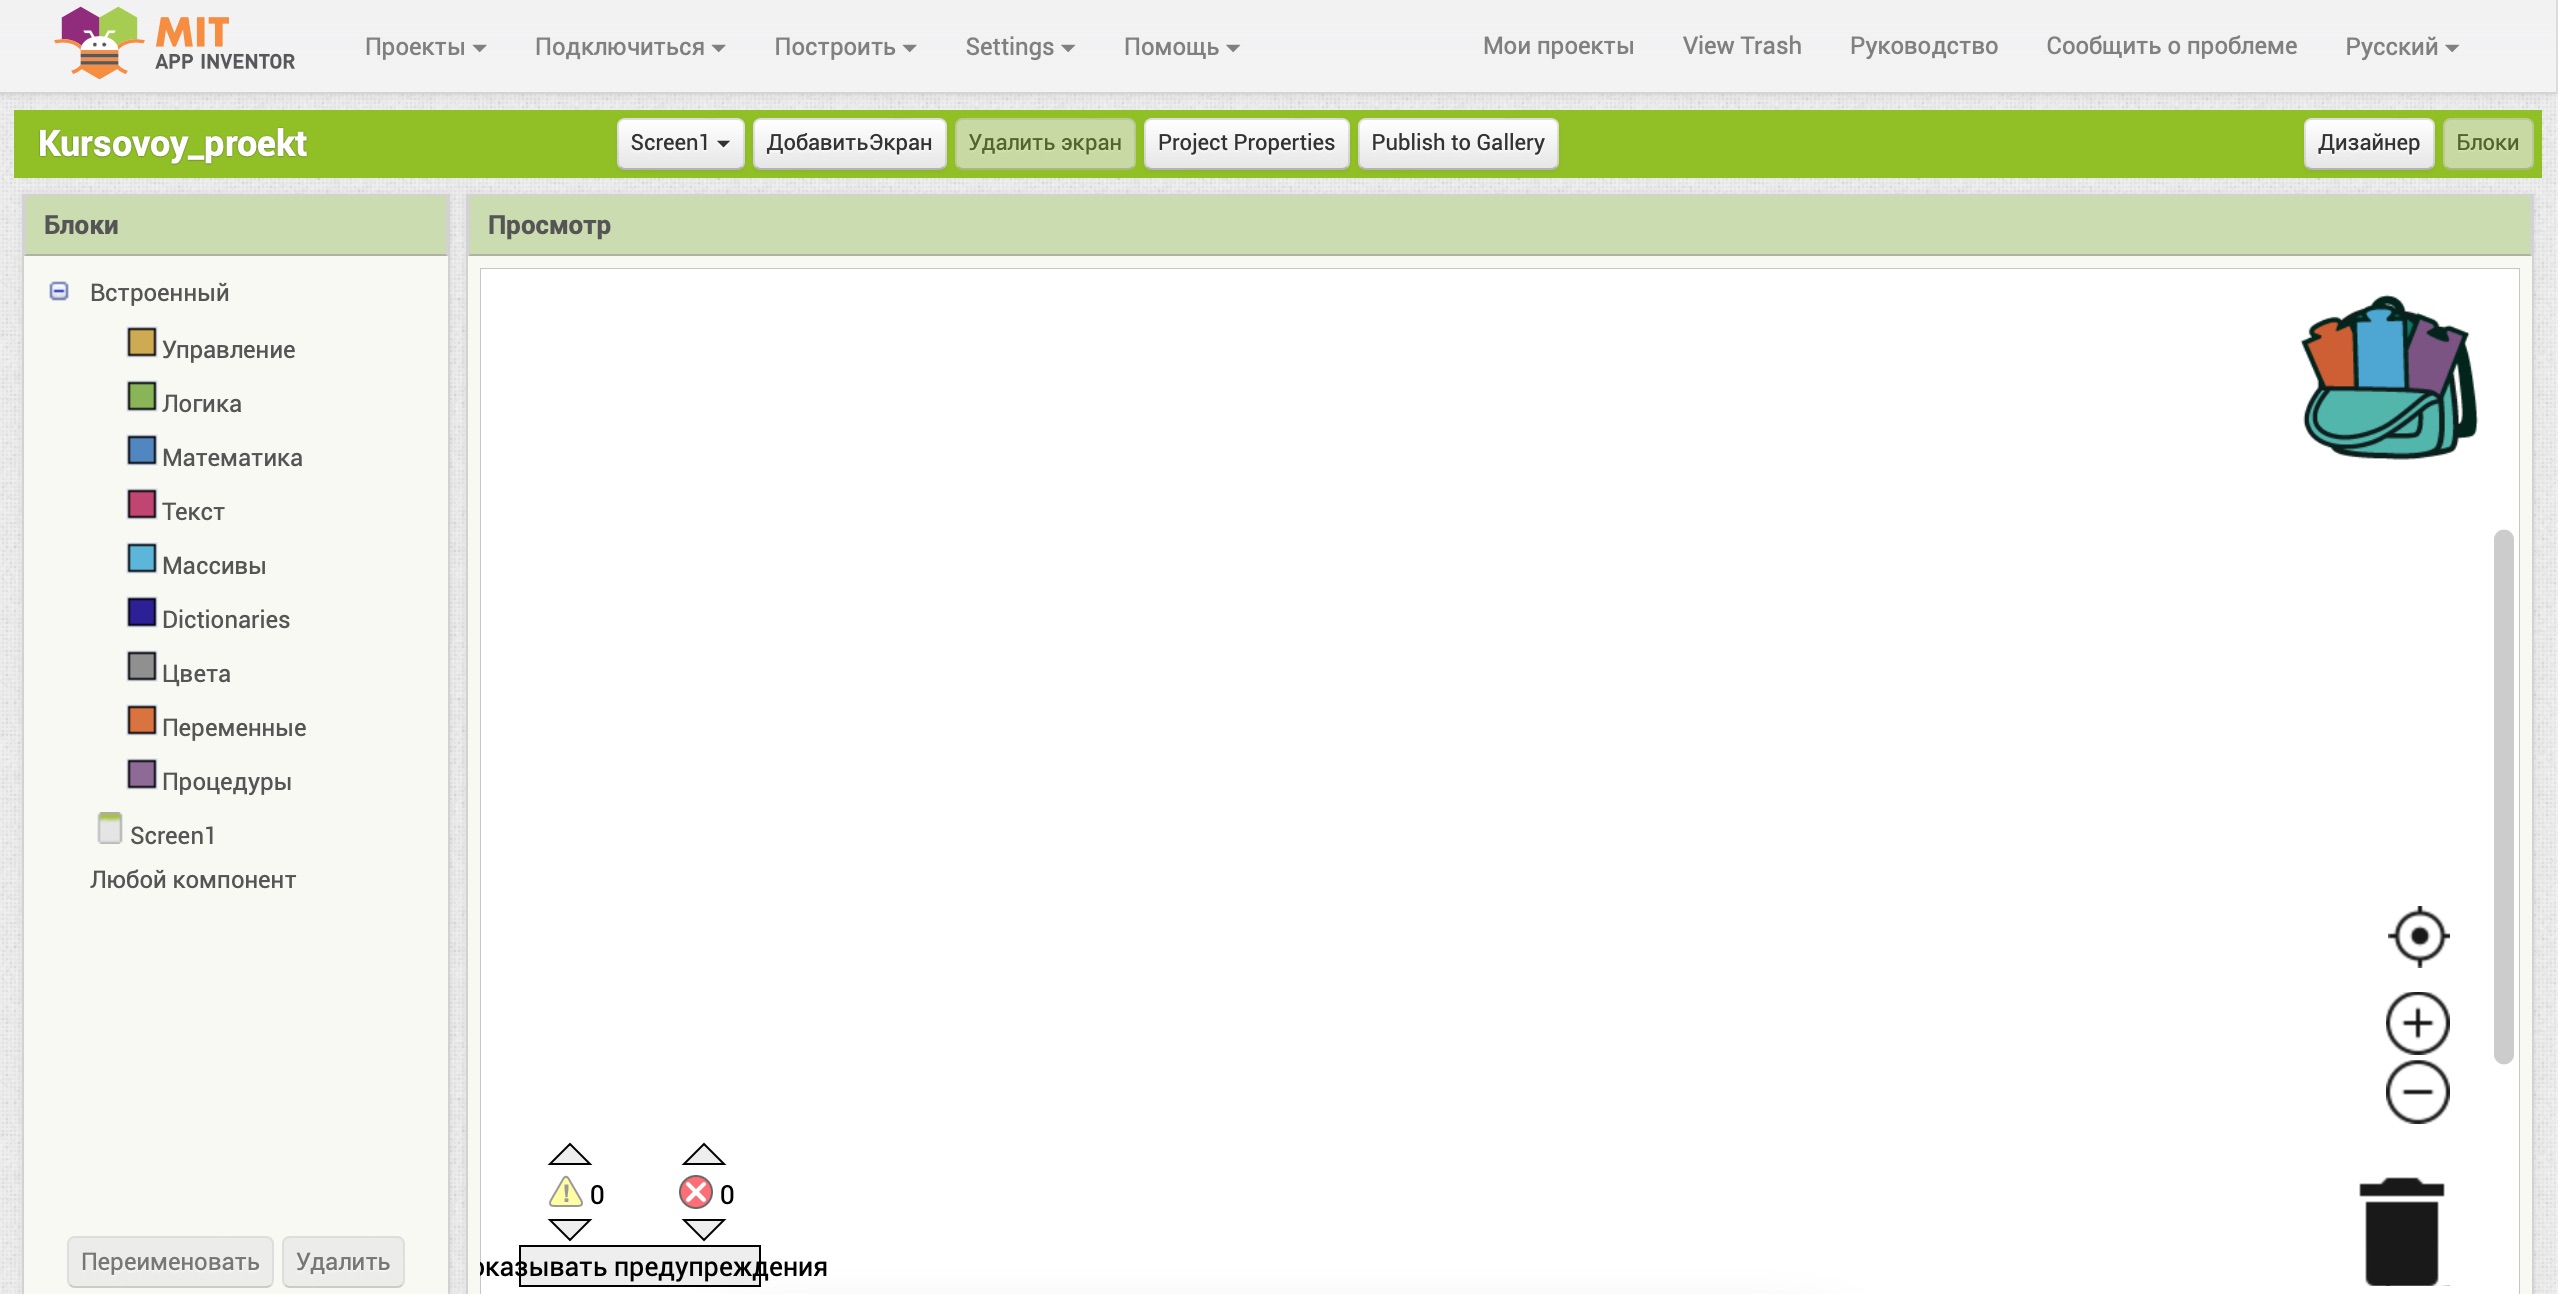 MIT
APP INVENTOR
Проекты
Подключиться
Построить
Settings
Помощь
Мои проекты
View Trash
Руководство
Сообщить о проблеме
Русский
Kursovoy_proekt
Screen1
ДобавитьЭкран
Удалить экран
Project Properties
Publish to Gallery
Дизайнер
Блоки
Блоки
Встроенный
Управление
Логика
Математика
Текст
Массивы
Dictionaries
Цвета
Переменные
Процедуры
Screen1
Любой компонент
Переименовать
Удалить
Просмотр
0
0
оказывать предупреждения